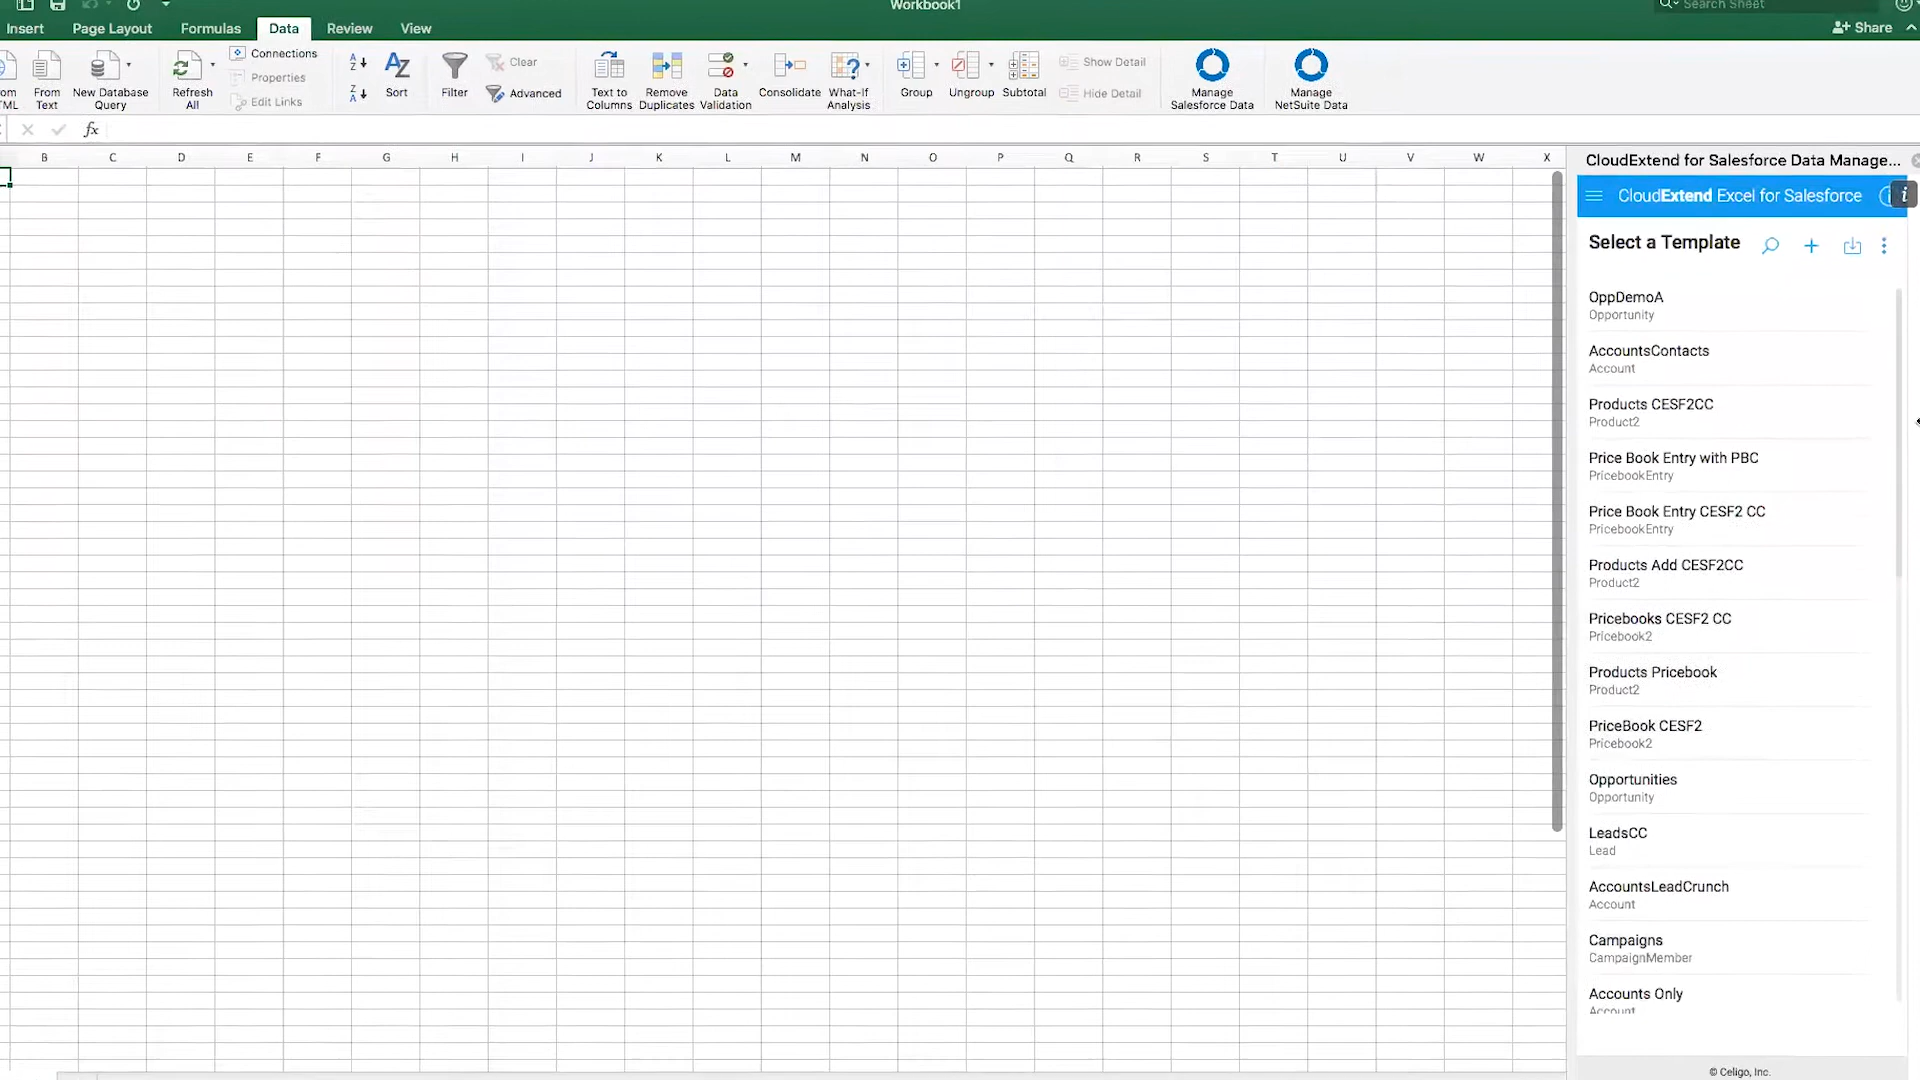 Workbook1
Search Sheet
Insert Page Layout Formulas Data Review View
Share
From Text
New Database Query
Refresh All
Connections
Properties
Edit Links
A Z
Z A
Sort
Filter
Clear
Advanced
Text to Columns
Remove Duplicates
Data Validation
Consolidate
What-If Analysis
Group
Ungroup
Subtotal
Show Detail
Hide Detail
Manage Salesforce Data
Manage NetSuite Data
fx
B C D E F G H I J K L M N O P Q R S T U V W X
CloudExtend for Salesforce Data Manage...
CloudExtend Excel for Salesforce
i
Select a Template
OppDemoA
Opportunity
AccountsContacts
Account
Products CESF2CC
Product2
Price Book Entry with PBC
PricebookEntry
Price Book Entry CESF2 CC
PricebookEntry
Products Add CESF2CC
Product2
Pricebooks CESF2 CC
Pricebook2
Products Pricebook
Product2
PriceBook CESF2
Pricebook2
Opportunities
Opportunity
LeadsCC
Lead
AccountsLeadCrunch
Account
Campaigns
CampaignMember
Accounts Only
Account
© Celigo, Inc.